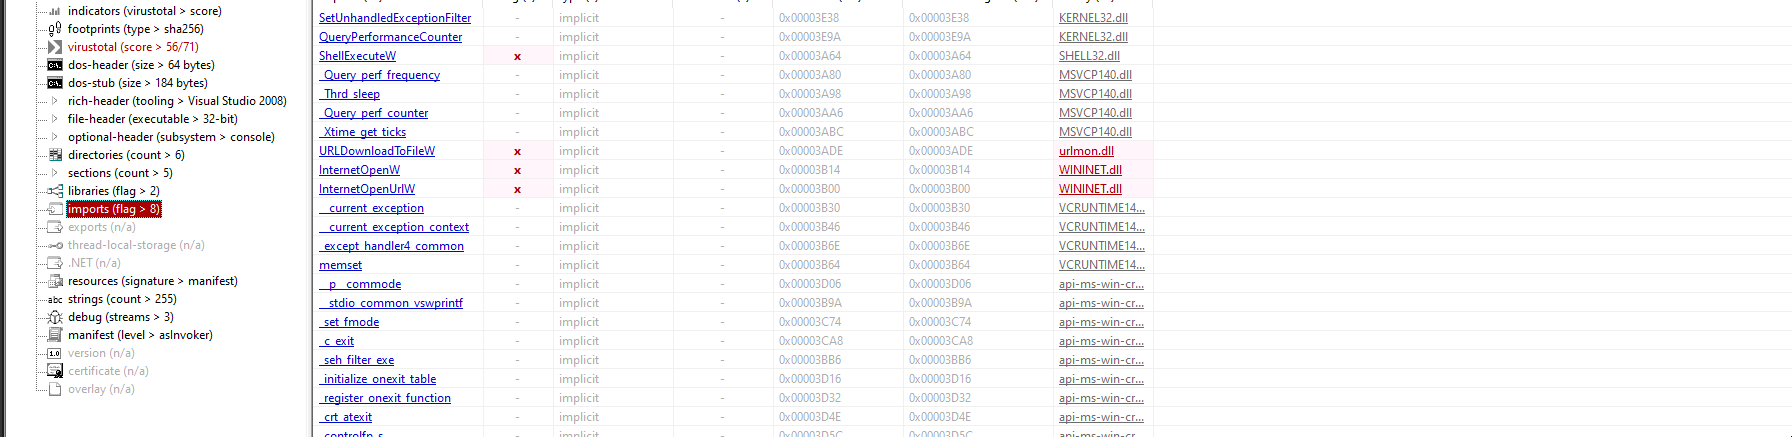 indicators (virustotal > score)
footprints (type > sha256)
virustotal (score > 56/71)
dos-header (size > 64 bytes)
dos-stub (size > 184 bytes)
rich-header (tooling > Visual Studio 2008)
file-header (executable > 32-bit)
optional-header (subsystem > console)
directories (count > 6)
sections (count > 5)
libraries (flag > 2)
imports (flag > 8)
exports (n/a)
thread-local-storage (n/a)
.NET (n/a)
resources (signature > manifest)
abc strings (count > 255)
debug (streams > 3)
manifest (level > asInvoker)
1.0 version (n/a)
certificate (n/a)
overlay (n/a)
SetUnhandledExceptionFilter - implicit - 0x00003E38 0x00003E38 KERNEL32.dll
QueryPerformanceCounter - implicit - 0x00003E9A 0x00003E9A KERNEL32.dll
ShellExecuteW x implicit - 0x00003A64 0x00003A64 SHELL32.dll
_Query_perf_frequency - implicit - 0x00003A80 0x00003A80 MSVCP140.dll
_Thrd_sleep - implicit - 0x00003A98 0x00003A98 MSVCP140.dll
_Query_perf_counter - implicit - 0x00003AA6 0x00003AA6 MSVCP140.dll
_Xtime_get_ticks - implicit - 0x00003ABC 0x00003ABC MSVCP140.dll
URLDownloadToFileW x implicit - 0x00003ADE 0x00003ADE urlmon.dll
InternetOpenW x implicit - 0x00003B14 0x00003B14 WININET.dll
InternetOpenUrlW x implicit - 0x00003B00 0x00003B00 WININET.dll
__current_exception - implicit - 0x00003B30 0x00003B30 VCRUNTIME14...
__current_exception_context - implicit - 0x00003B46 0x00003B46 VCRUNTIME14...
_except_handler4_common - implicit - 0x00003B6E 0x00003B6E VCRUNTIME14...
memset - implicit - 0x00003B64 0x00003B64 VCRUNTIME14...
__p__commode - implicit - 0x00003D06 0x00003D06 api-ms-win-cr...
__stdio_common_vswprintf - implicit - 0x00003B9A 0x00003B9A api-ms-win-cr...
_set_fmode - implicit - 0x00003C74 0x00003C74 api-ms-win-cr...
_c_exit - implicit - 0x00003CA8 0x00003CA8 api-ms-win-cr...
_seh_filter_exe - implicit - 0x00003BB6 0x00003BB6 api-ms-win-cr...
_initialize_onexit_table - implicit - 0x00003D16 0x00003D16 api-ms-win-cr...
_register_onexit_function - implicit - 0x00003D32 0x00003D32 api-ms-win-cr...
_crt_atexit - implicit - 0x00003D4E 0x00003D4E api-ms-win-cr...
_controlfp_s - implicit - 0x00003D5C 0x00003D5C api-ms-win-cr...